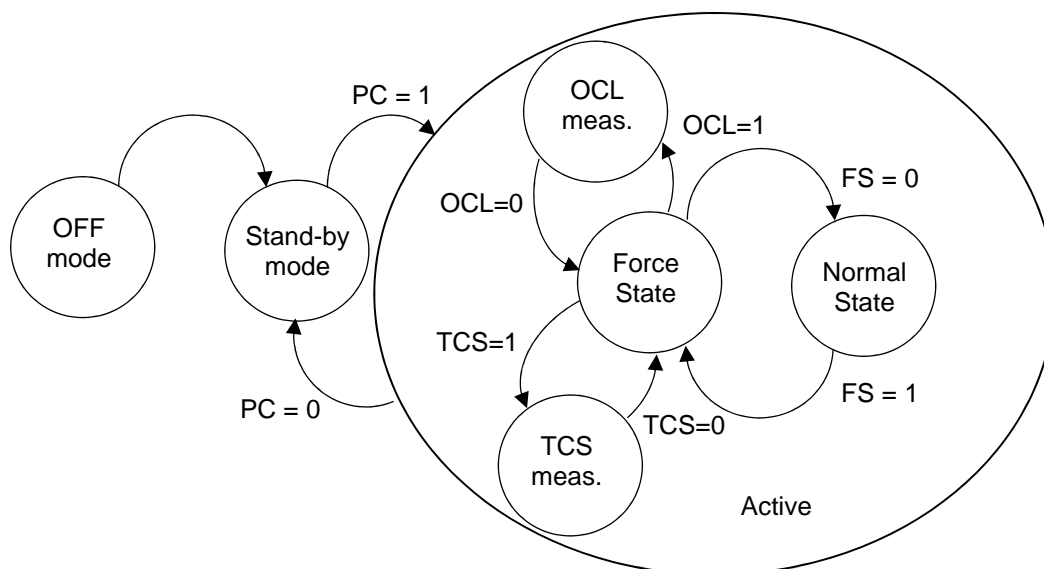 OCL
meas.
PC = 1
OCL=1
FS = 0
OCL=0
OFF
mode
Stand-by
mode
Force
State
Normal
State
TCS=1
PC = 0
TCS=0
FS = 1
TCS
meas.
Active